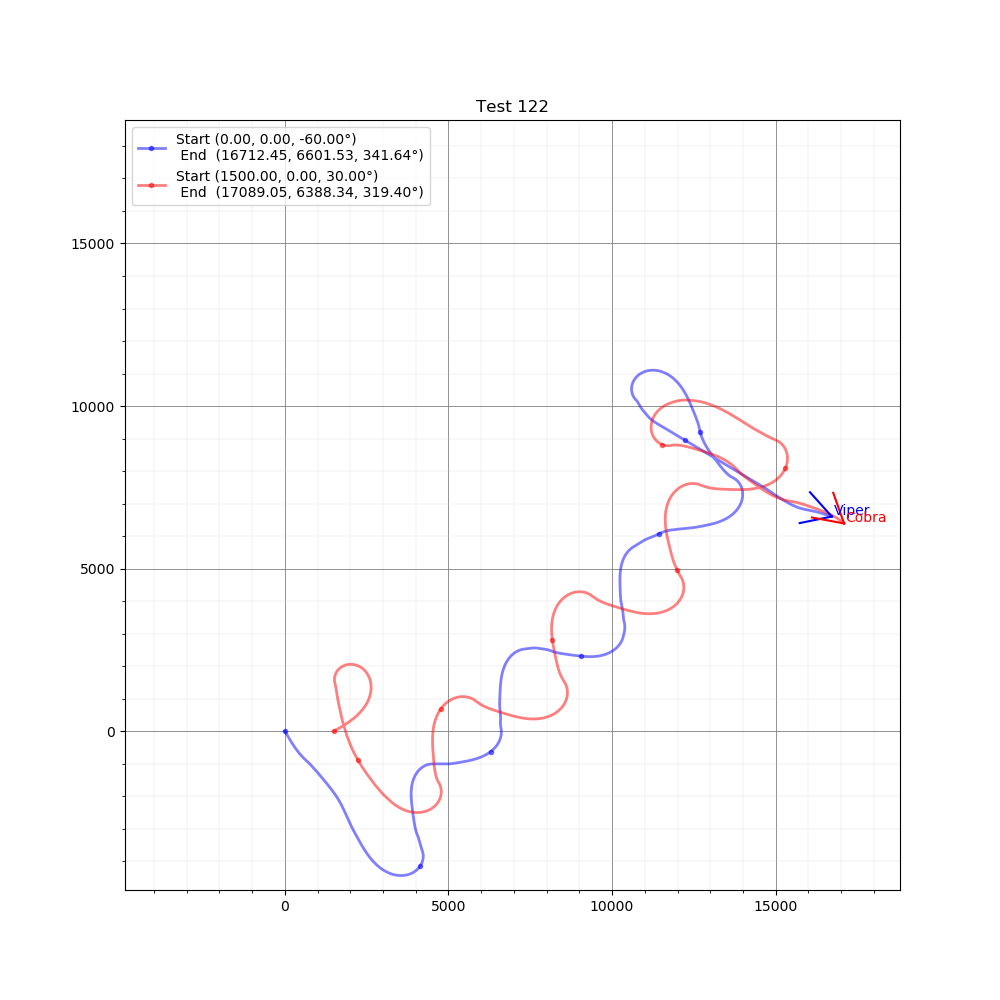 Test 122
Start (0.00, 0.00, -60.00°)
End (16712.45, 6601.53, 341.64°)
Start (1500.00, 0.00, 30.00°)
End (17089.05, 6388.34, 319.40°)
15000
10000
5000
0
Viper
Cobra
0
5000
10000
15000